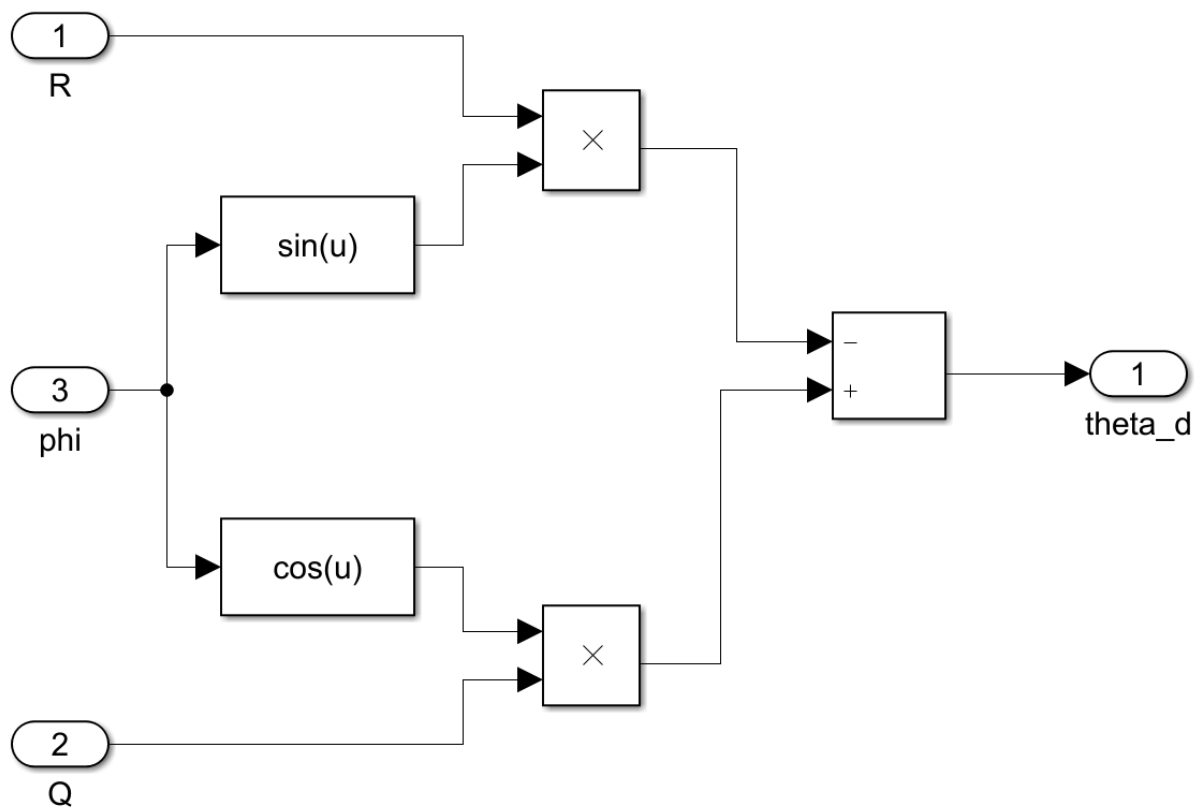 1
R
×
sin(u)
3
phi
−
+
1
theta_d
cos(u)
×
2
Q